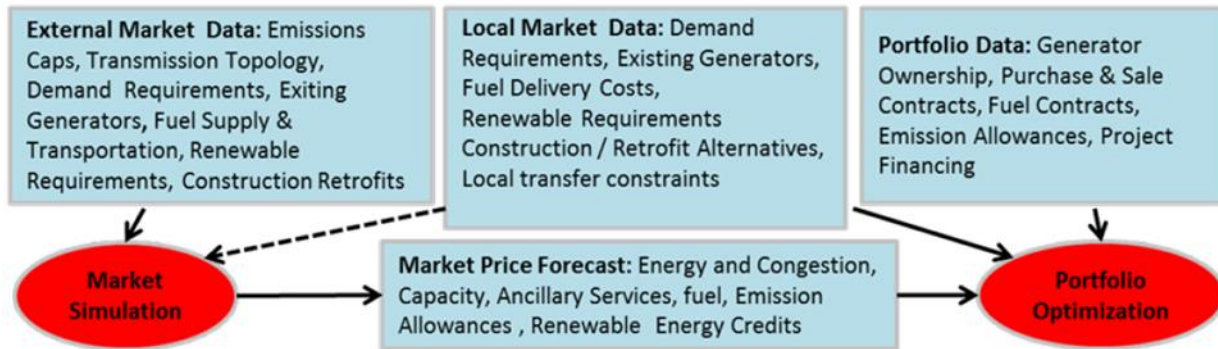 External Market Data: Emissions
Caps, Transmission Topology,
Demand Requirements, Exiting
Generators, Fuel Supply &
Transportation, Renewable
Requirements, Construction Retrofits
Local Market Data: Demand
Requirements, Existing Generators,
Fuel Delivery Costs,
Renewable Requirements
Construction / Retrofit Alternatives,
Local transfer constraints
Portfolio Data: Generator
Ownership, Purchase & Sale
Contracts, Fuel Contracts,
Emission Allowances, Project
Financing
Market
Simulation
Market Price Forecast: Energy and Congestion,
Capacity, Ancillary Services, fuel, Emission
Allowances , Renewable Energy Credits
Portfolio
Optimization